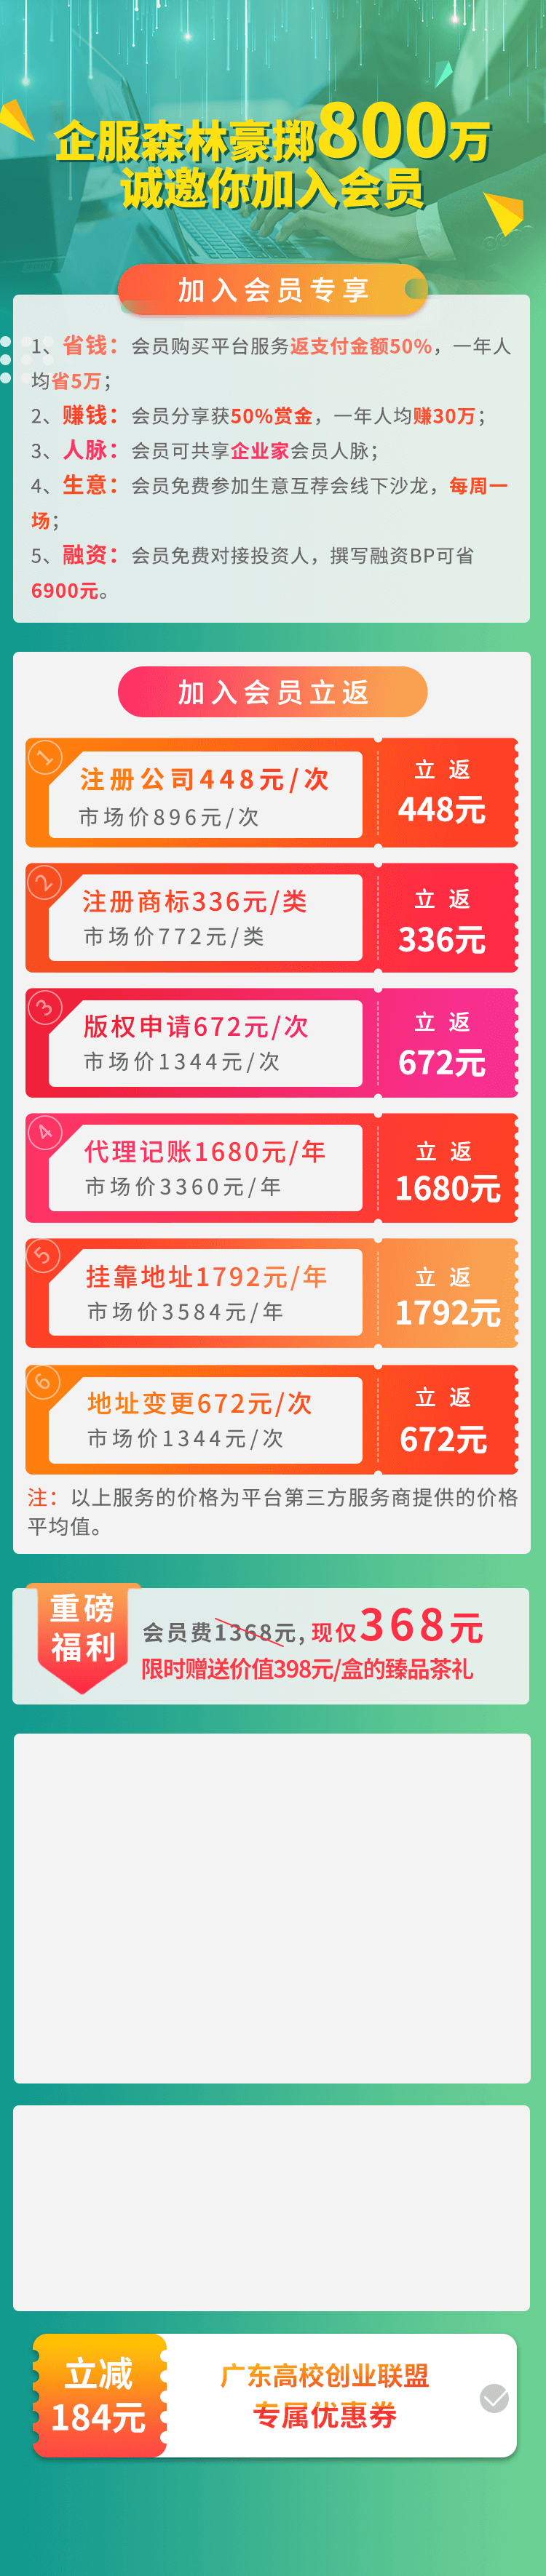 企服森林豪掷800万
诚邀你加入会员
加入会员专享
1、省钱：会员购买平台服务返支付金额50%，一年人
均省5万；
2、赚钱：会员分享获50%赏金，一年人均赚30万；
3、人脉：会员可共享企业家会员人脉；
4、生意：会员免费参加生意互荐会线下沙龙，每周一
场；
5、融资：会员免费对接投资人，撰写融资BP可省
6900元。
加入会员立返
1
注册公司448元/次
市场价896元/次
立 返
448元
2
注册商标336元/类
市场价772元/类
立 返
336元
3
版权申请672元/次
市场价1344元/次
立 返
672元
4
代理记账1680元/年
市场价3360元/年
立 返
1680元
5
挂靠地址1792元/年
市场价3584元/年
立 返
1792元
6
地址变更672元/次
市场价1344元/次
立 返
672元
注：以上服务的价格为平台第三方服务商提供的价格
平均值。
重磅
福利
会员费1368元,现仅368元
限时赠送价值398元/盒的臻品茶礼
立减
184元
广东高校创业联盟
专属优惠券